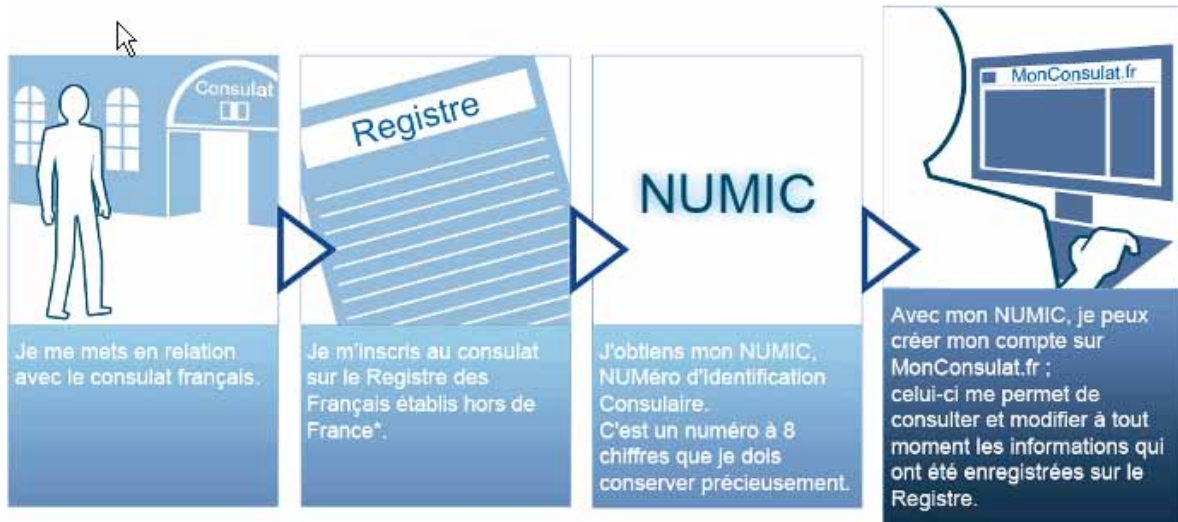 Consulat
Je me mets en relation
avec le consulat français.
Registre
Je m'inscris au consulat
sur le Registre des
Français établis hors de
France*.
NUMIC
J'obtiens mon NUMIC,
NUMéro d'Identification
Consulaire.
C'est un numéro à 8
chiffres que je dois
conserver précieusement.
MonConsulat.fr
Avec mon NUMIC, je peux
créer mon compte sur
MonConsulat.fr ;
celui-ci me permet de
consulter et modifier à tout
moment les informations qui
ont été enregistrées sur le
Registre.